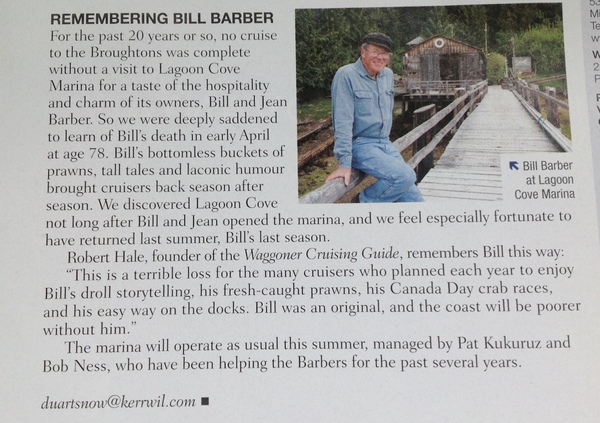 REMEMBERING BILL BARBER
For the past 20 years or so, no cruise
to the Broughtons was complete
without a visit to Lagoon Cove
Marina for a taste of the hospitality
and charm of its owners, Bill and Jean
Barber. So we were deeply saddened
to learn of Bill's death in early April
at age 78. Bill's bottomless buckets of
prawns, tall tales and laconic humour
brought cruisers back season after
season. We discovered Lagoon Cove
not long after Bill and Jean opened the marina, and we feel especially fortunate to
have returned last summer, Bill's last season.
Robert Hale, founder of the Waggoner Cruising Guide, remembers Bill this way:
"This is a terrible loss for the many cruisers who planned each year to enjoy
Bill's droll storytelling, his fresh-caught prawns, his Canada Day crab races,
and his easy way on the docks. Bill was an original, and the coast will be poorer
without him."
The marina will operate as usual this summer, managed by Pat Kukuruz and
Bob Ness, who have been helping the Barbers for the past several years.
duartsnow@kerrwil.com
Bill Barber
at Lagoon
Cove Marina